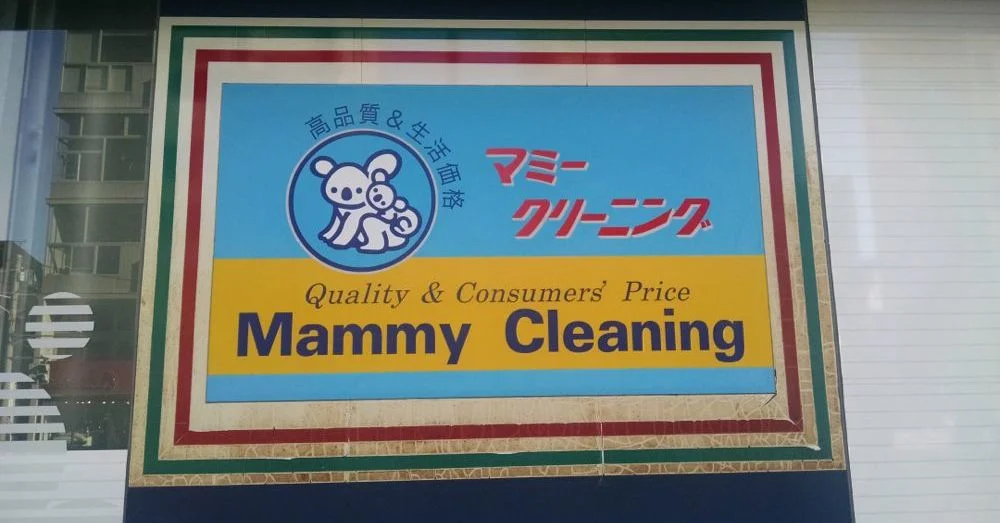 高品質&生活価格
マミー
クリーニング
Quality & Consumers' Price
Mammy Cleaning